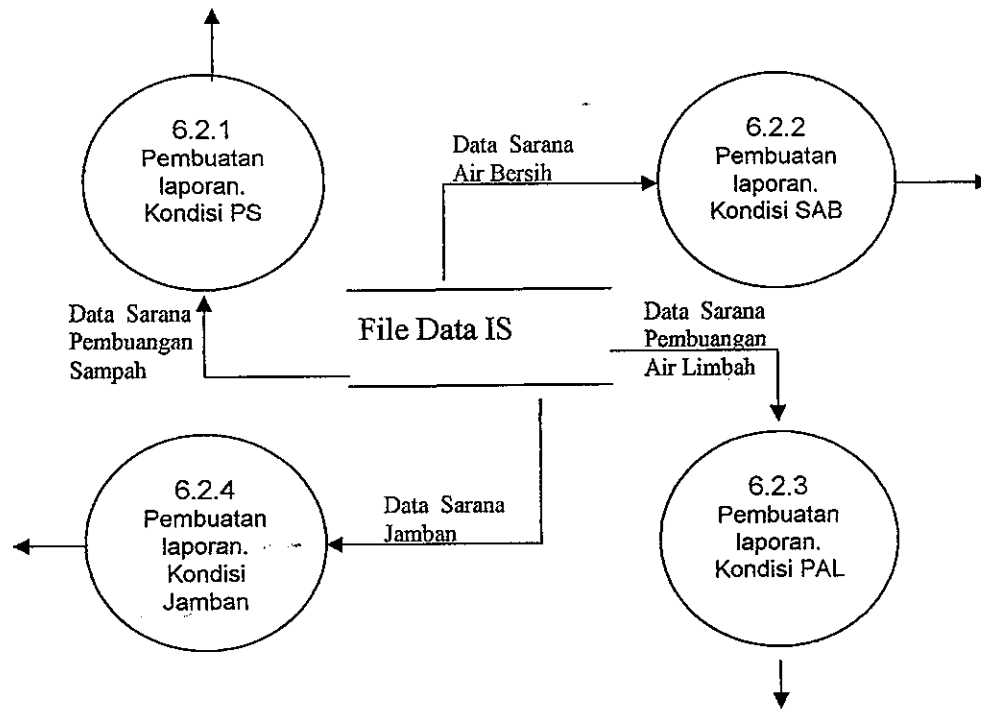 6.2.1
Pembuatan
laporan.
Kondisi PS
Data Sarana
Air Bersih
6.2.2
Pembuatan
laporan.
Kondisi SAB
Data Sarana
Pembuangan
Sampah
File Data IS
Data Sarana
Pembuangan
Air Limbah
6.2.4
Pembuatan
laporan.
Kondisi
Jamban
Data Sarana
Jamban
6.2.3
Pembuatan
laporan.
Kondisi PAL